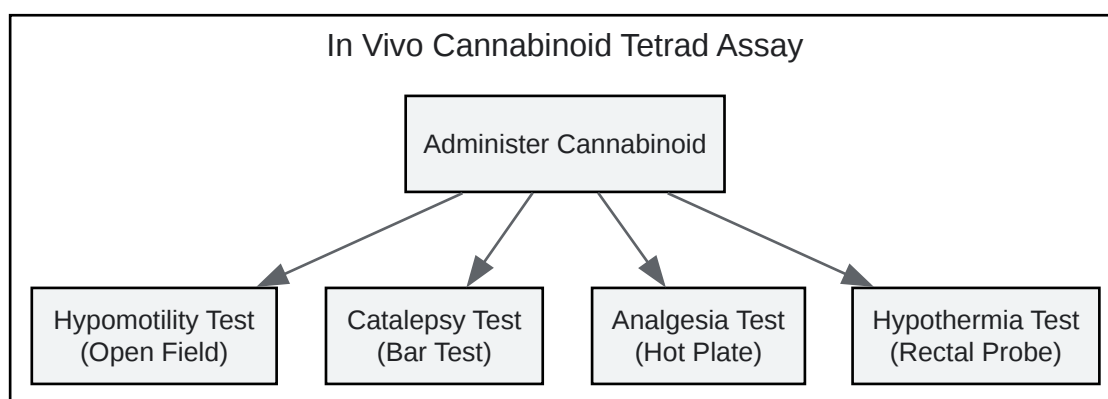 In Vivo Cannabinoid Tetrad Assay
Administer Cannabinoid
Hypomotility Test
(Open Field)
Catalepsy Test
(Bar Test)
Analgesia Test
(Hot Plate)
Hypothermia Test
(Rectal Probe)